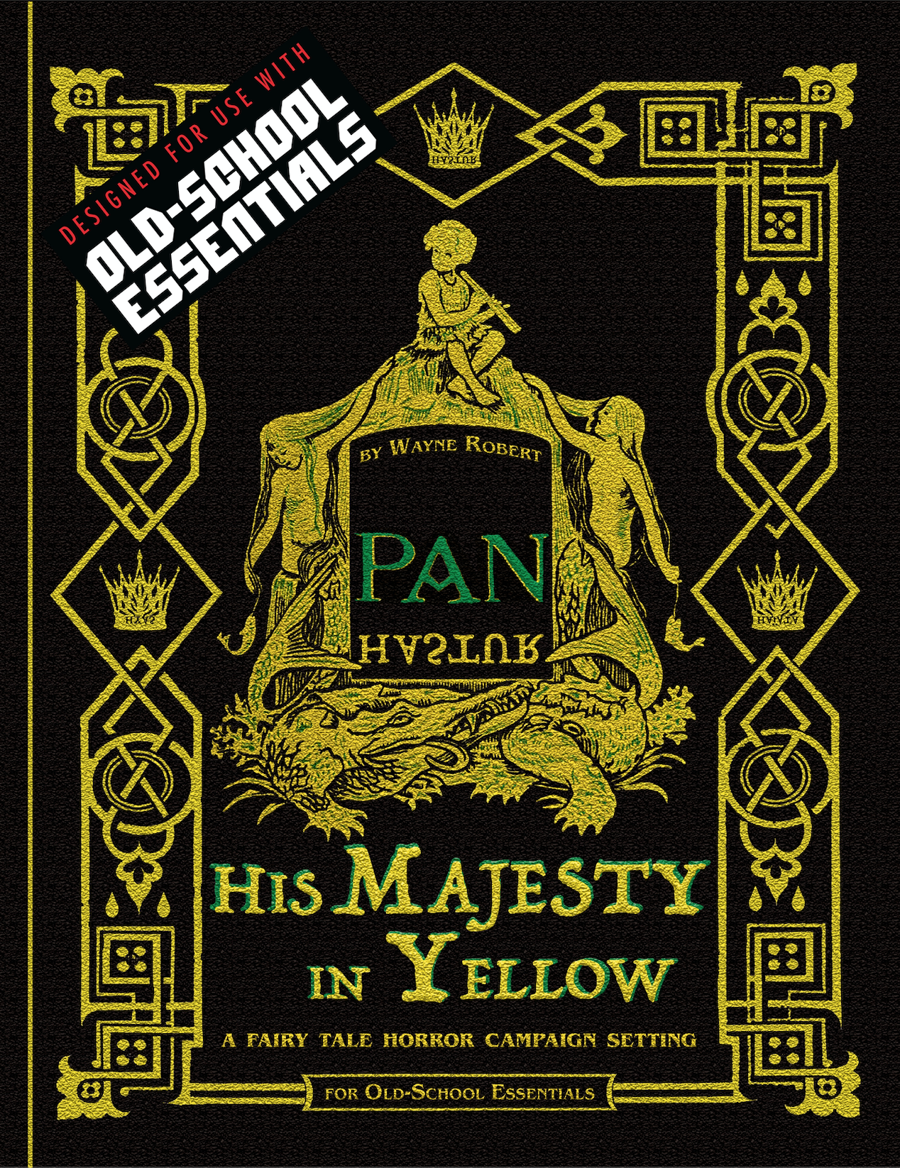 DESIGNED FOR USE WITH
OLD-SCHOOL
ESSENTIALS
HASTUR
BY WAYNE ROBERT
PAN
HASTUR
HIS MAJESTY
IN YELLOW
A FAIRY TALE HORROR CAMPAIGN SETTING
FOR OLD-SCHOOL ESSENTIALS